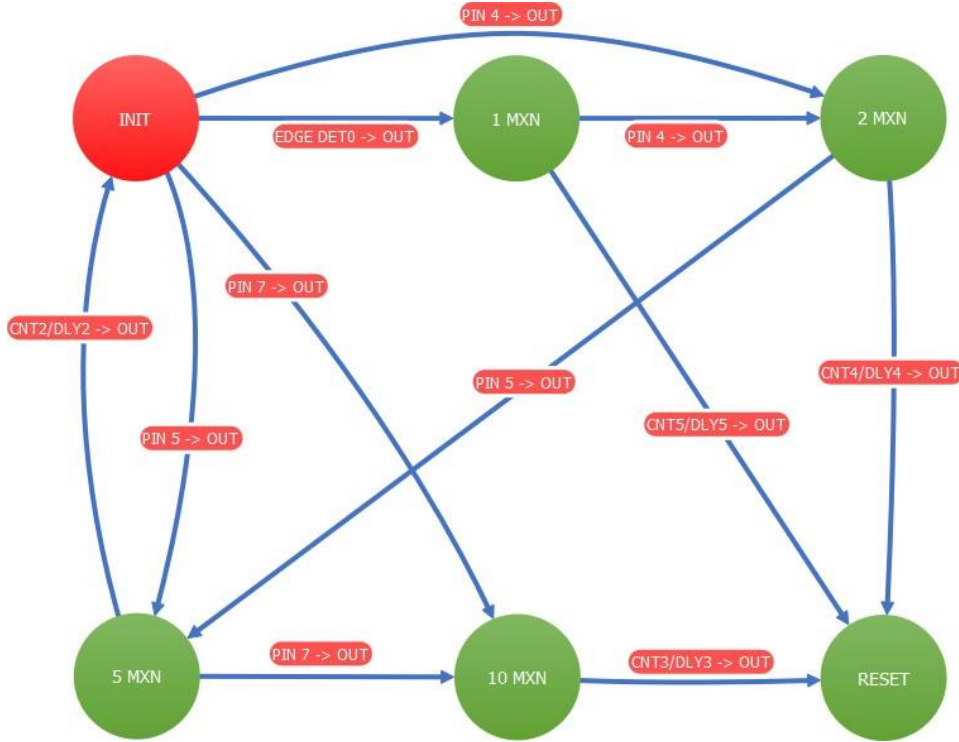 PIN 4 -> OUT
INIT
1 MXN
2 MXN
EDGE DET0 -> OUT
PIN 4 -> OUT
PIN 7 -> OUT
CNT2/DLY2 -> OUT
CNT4/DLY4 -> OUT
PIN 5 -> OUT
CNT5/DLY5 -> OUT
PIN 5 -> OUT
PIN 7 -> OUT
CNT3/DLY3 -> OUT
5 MXN
10 MXN
RESET